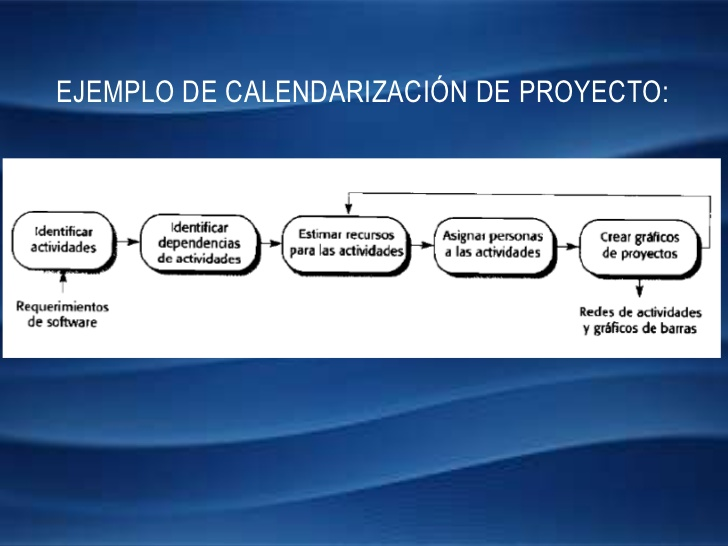 EJEMPLO DE CALENDARIZACIÓN DE PROYECTO:
Identificar
actividades
Identificar
dependencias
de actividades
Estimar recursos
para las actividades
Asignar personas
a las actividades
Crear gráficos
de proyectos
Requerimientos
de software
Redes de actividades
y gráficos de barras